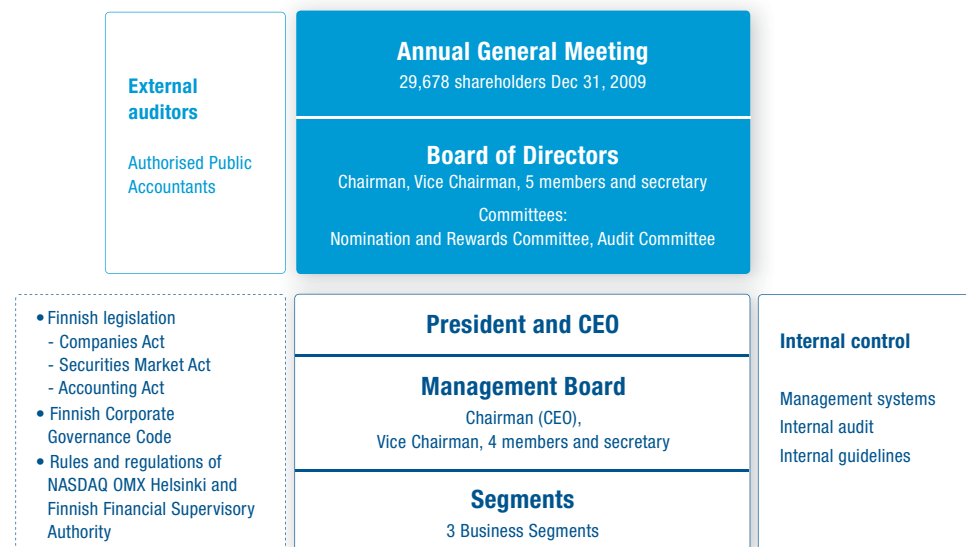 External
auditors
Authorised Public
Accountants
Annual General Meeting
29,678 shareholders Dec 31, 2009
Board of Directors
Chairman, Vice Chairman, 5 members and secretary
Committees:
Nomination and Rewards Committee, Audit Committee
• Finnish legislation
- Companies Act
- Securities Market Act
- Accounting Act
• Finnish Corporate
Governance Code
• Rules and regulations of
NASDAQ OMX Helsinki and
Finnish Financial Supervisory
Authority
President and CEO
Management Board
Chairman (CEO),
Vice Chairman, 4 members and secretary
Segments
3 Business Segments
Internal control
Management systems
Internal audit
Internal guidelines